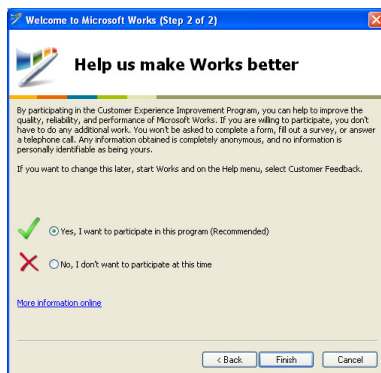 Welcome to Microsoft Works (Step 2 of 2)
Help us make Works better
By participating in the Customer Experience Improvement Program, you can help to improve the
quality, reliability, and performance of Microsoft Works. If you are willing to participate, you don't
have to do any additional work. You won't be asked to complete a form, fill out a survey, or answer
a telephone call. Any information obtained is completely anonymous, and no information is
personally identifiable as being yours.
If you want to change this later, start Works and on the Help menu, select Customer Feedback.
Yes, I want to participate in this program (Recommended)
No, I don't want to participate at this time
More information online
< Back Finish Cancel